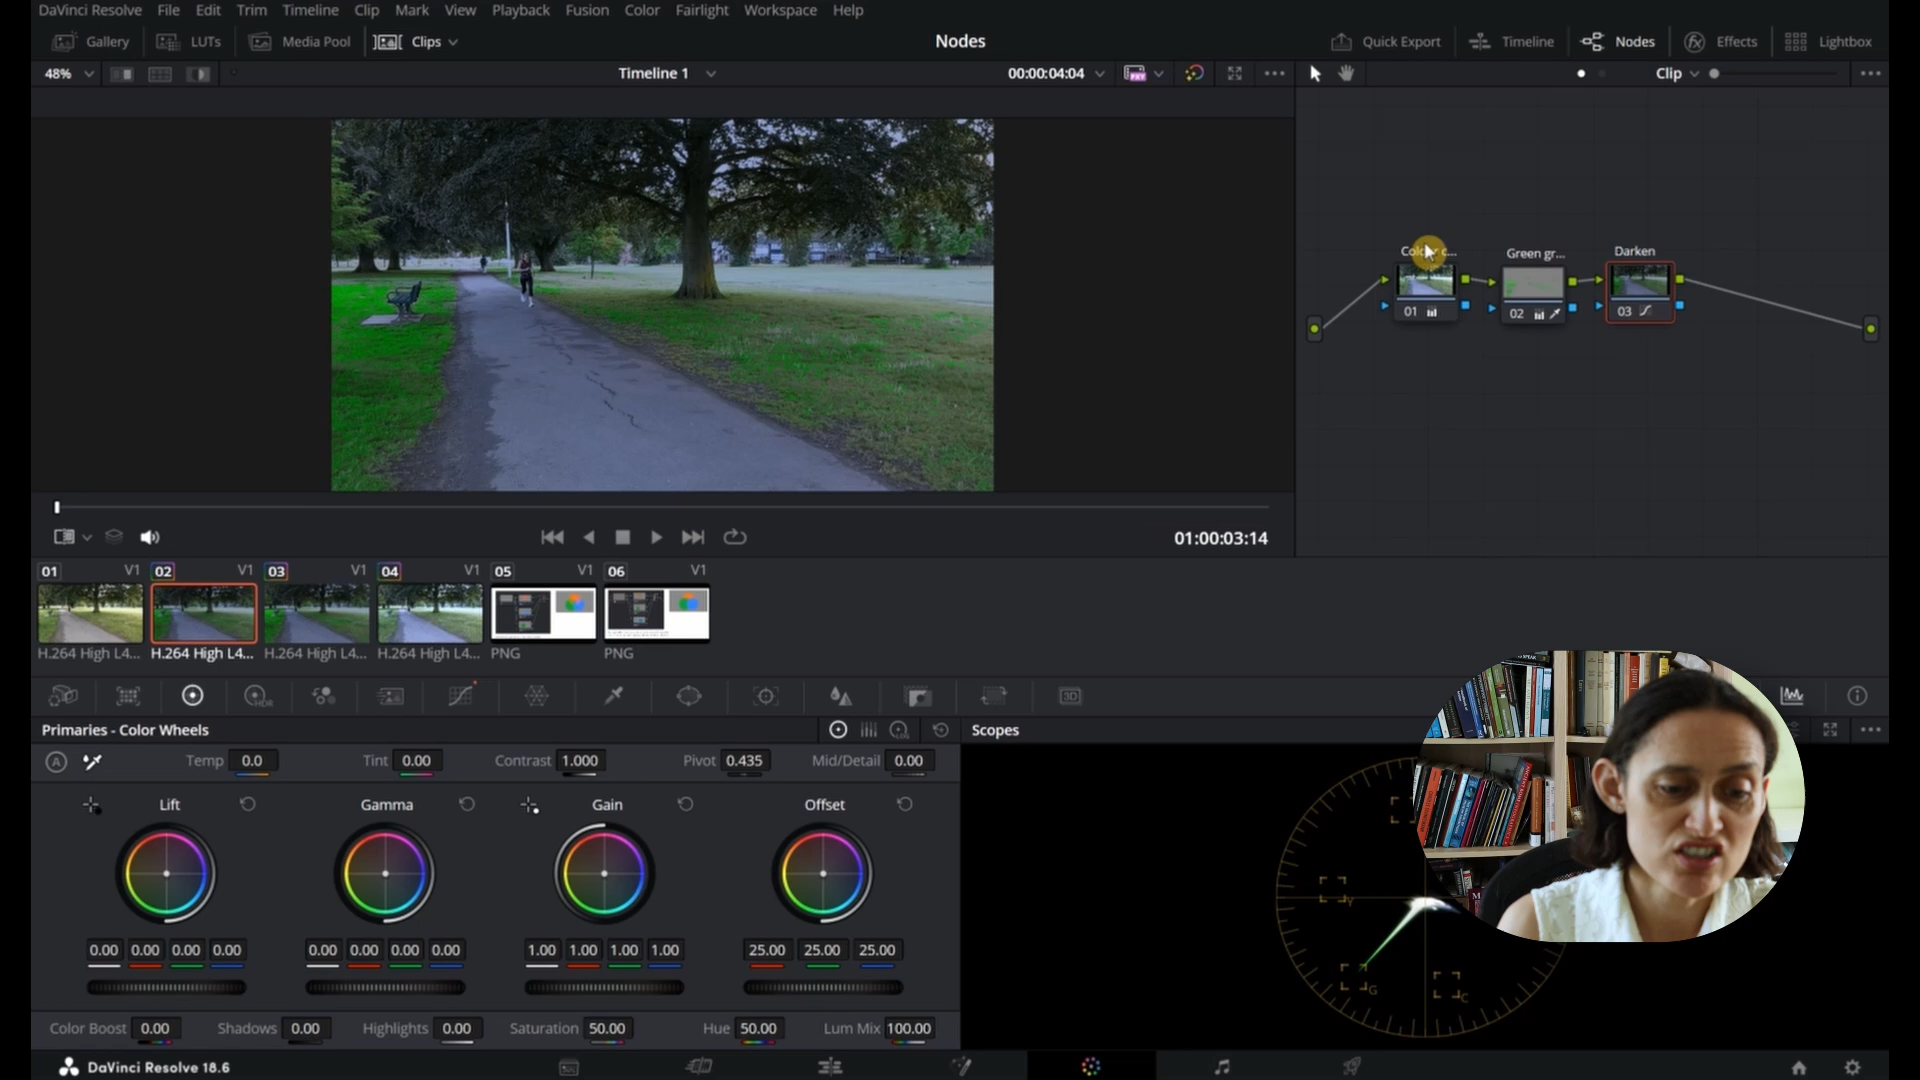 DaVinci Resolve File Edit Trim Timeline Clip Mark View Playback Fusion Color Fairlight Workspace Help
Gallery LUTs Media Pool Clips Nodes Quick Export Timeline Nodes Effects Lightbox
48% Timeline 1 00:00:04:04 Clip
Green gr... Darken
01 02 03
01:00:03:14
01 V1 02 V1 03 V1 04 V1 05 V1 06 V1
H.264 High L4... H.264 High L4... H.264 High L4... H.264 High L4... PNG PNG
HDR 3D
Primaries - Color Wheels LOG Scopes
A Temp 0.0 Tint 0.00 Contrast 1.000 Pivot 0.435 Mid/Detail 0.00
Lift Gamma Gain Offset
Y
0.00 0.00 0.00 0.00 0.00 0.00 0.00 0.00 1.00 1.00 1.00 1.00 25.00 25.00 25.00
G C
Color Boost 0.00 Shadows 0.00 Highlights 0.00 Saturation 50.00 Hue 50.00 Lum Mix 100.00
DaVinci Resolve 18.6